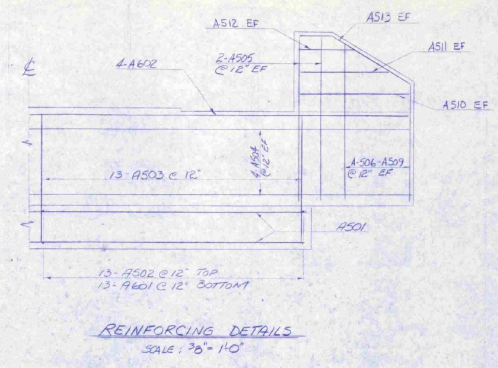 A513 EF
A512 EF
A511 EF
2-A505
@ 12" EF
4-A602
A510 EF
4-A504
@ 12" EF
A-506-A509
@ 12" EF
13-A503 @ 12"
A501
13-A502 @ 12" TOP
13-A601 @ 12" BOTTOM
REINFORCING DETAILS
SCALE: 3/8" = 1'-0"